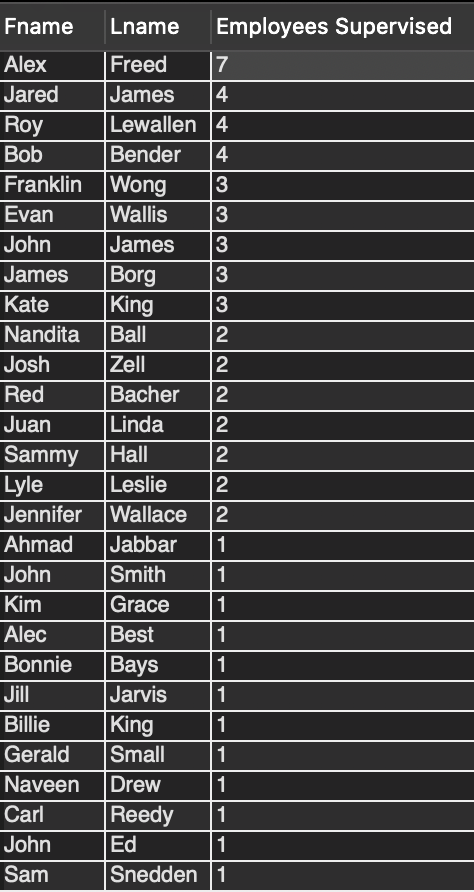 Fname Lname Employees Supervised
Alex Freed 7
Jared James 4
Roy Lewallen 4
Bob Bender 4
Franklin Wong 3
Evan Wallis 3
John James 3
James Borg 3
Kate King 3
Nandita Ball 2
Josh Zell 2
Red Bacher 2
Juan Linda 2
Sammy Hall 2
Lyle Leslie 2
Jennifer Wallace 2
Ahmad Jabbar 1
John Smith 1
Kim Grace 1
Alec Best 1
Bonnie Bays 1
Jill Jarvis 1
Billie King 1
Gerald Small 1
Naveen Drew 1
Carl Reedy 1
John Ed 1
Sam Snedden 1